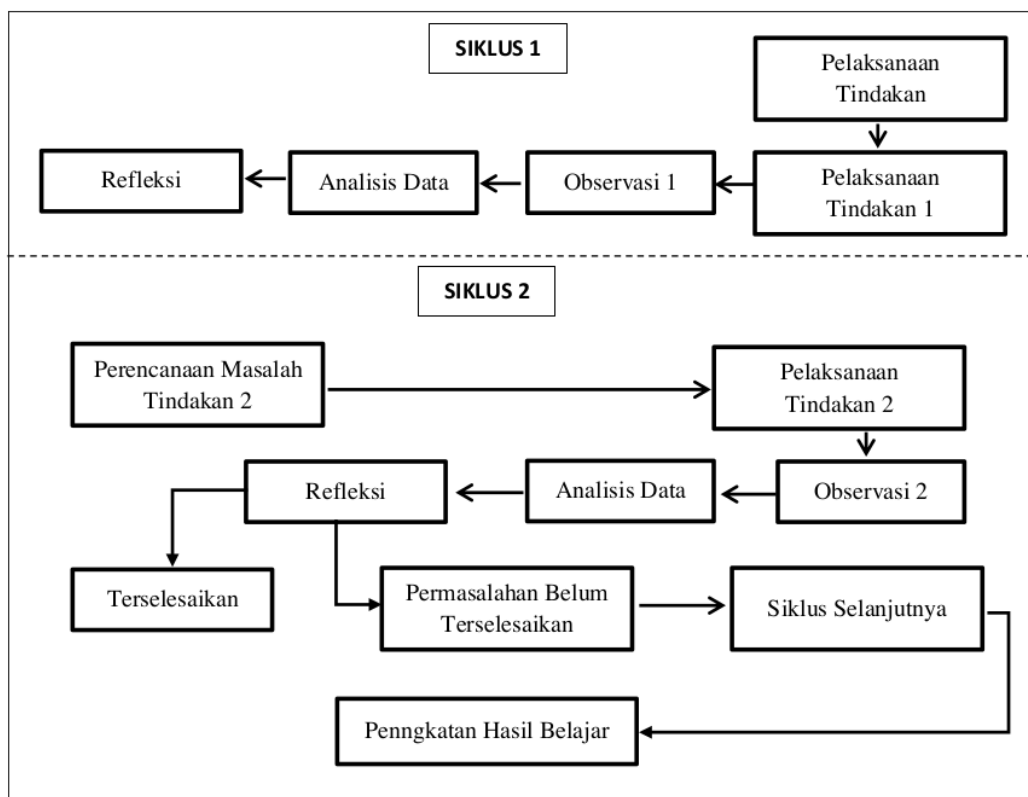 SIKLUS 1
Pelaksanaan
Tindakan
Refleksi
Analisis Data
Observasi 1
Pelaksanaan
Tindakan 1
SIKLUS 2
Perencanaan Masalah
Tindakan 2
Pelaksanaan
Tindakan 2
Refleksi
Analisis Data
Observasi 2
Terselesaikan
Permasalahan Belum
Terselesaikan
Siklus Selanjutnya
Penngkatan Hasil Belajar